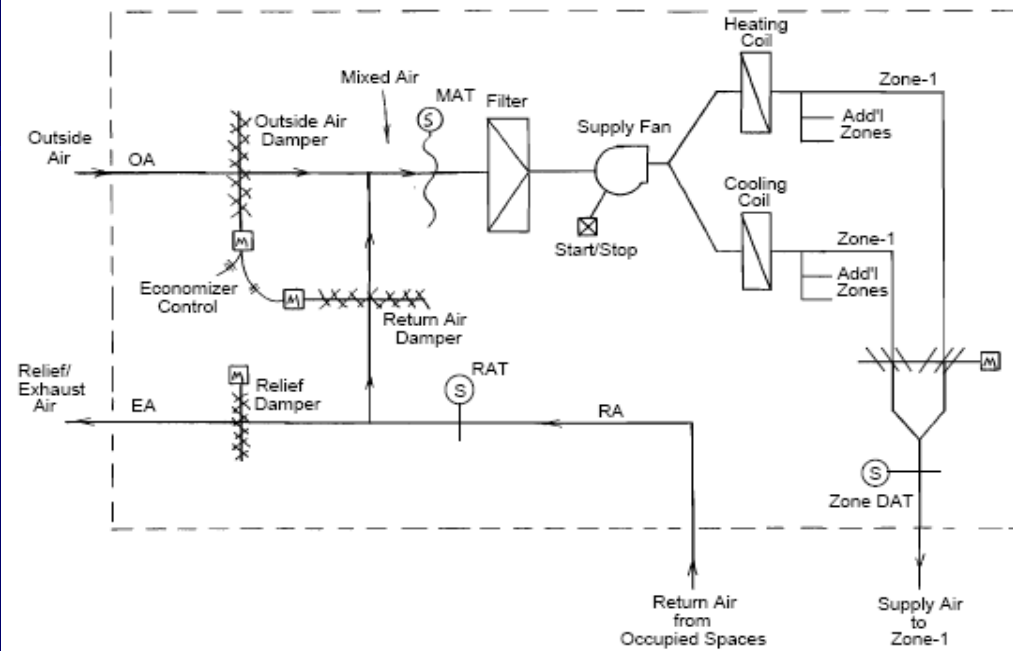 Heating
Coil
Zone-1
Add'l
Zones
Mixed Air
MAT
S
Filter
Supply Fan
Outside Air
Damper
Outside
Air
OA
Start/Stop
Cooling
Coil
Zone-1
Add'l
Zones
M
Economizer
Control
M
Return Air
Damper
M
Relief/
Exhaust
Air
EA
M
Relief
Damper
RAT
S
RA
S
Zone DAT
Return Air
from
Occupied Spaces
Supply Air
to
Zone-1